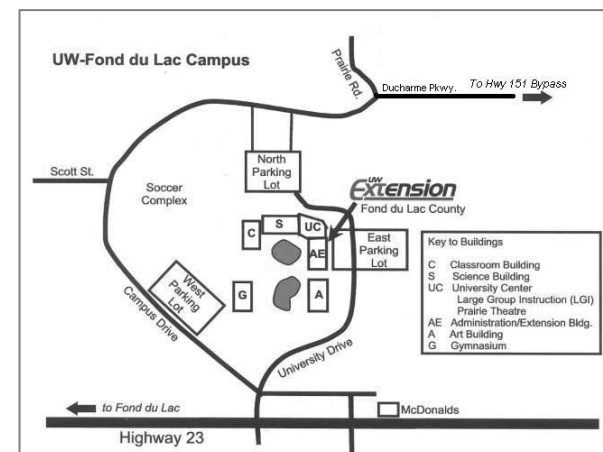 UW-Fond du Lac Campus
Prairie Rd.
Ducharme Pkwy.
To Hwy 151 Bypass
Scott St.
North
Parking
Lot
Soccer
Complex
UW
Extension
Fond du Lac County
S
UC
C
AE
East
Parking
Lot
West
Parking
Lot
G
A
Campus Drive
University Drive
Key to Buildings
C Classroom Building
S Science Building
UC University Center
Large Group Instruction (LGI)
Prairie Theatre
AE Administration/Extension Bldg.
A Art Building
G Gymnasium
to Fond du Lac
McDonalds
Highway 23